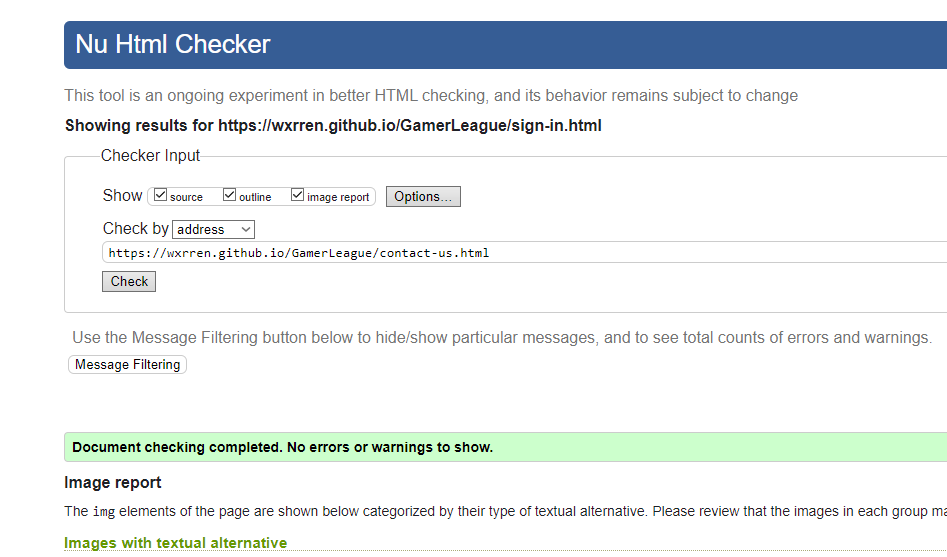 Nu Html Checker
This tool is an ongoing experiment in better HTML checking, and its behavior remains subject to change
Showing results for https://wxrren.github.io/GamerLeague/sign-in.html
Checker Input
Show source outline image report Options...
Check by address
https://wxrren.github.io/GamerLeague/contact-us.html
Check
Use the Message Filtering button below to hide/show particular messages, and to see total counts of errors and warnings.
Message Filtering
Document checking completed. No errors or warnings to show.
Image report
The img elements of the page are shown below categorized by their type of textual alternative. Please review that the images in each group
Images with textual alternative